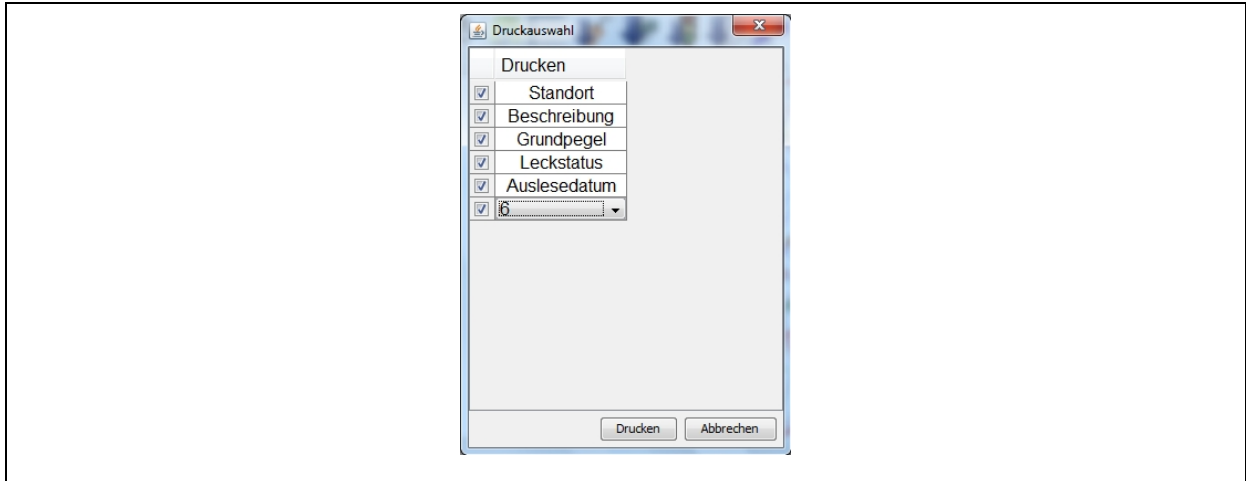 Druckauswahl
Drucken
Standort
Beschreibung
Grundpegel
Leckstatus
Auslesedatum
6
Drucken Abbrechen